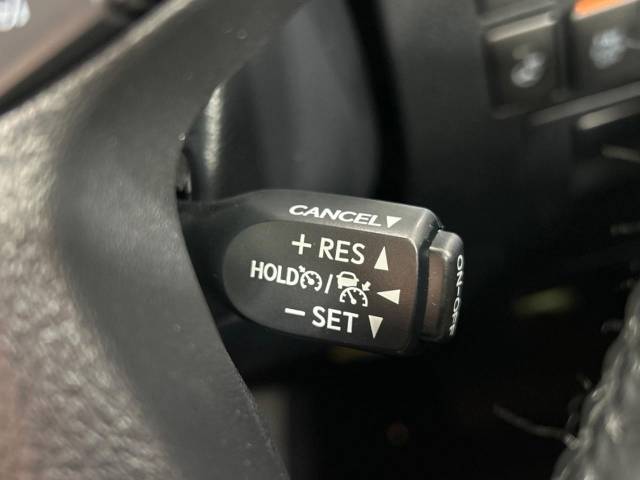 CANCEL▼
+ RES ▲
HOLD / ◀
− SET ▼
ON-OFF